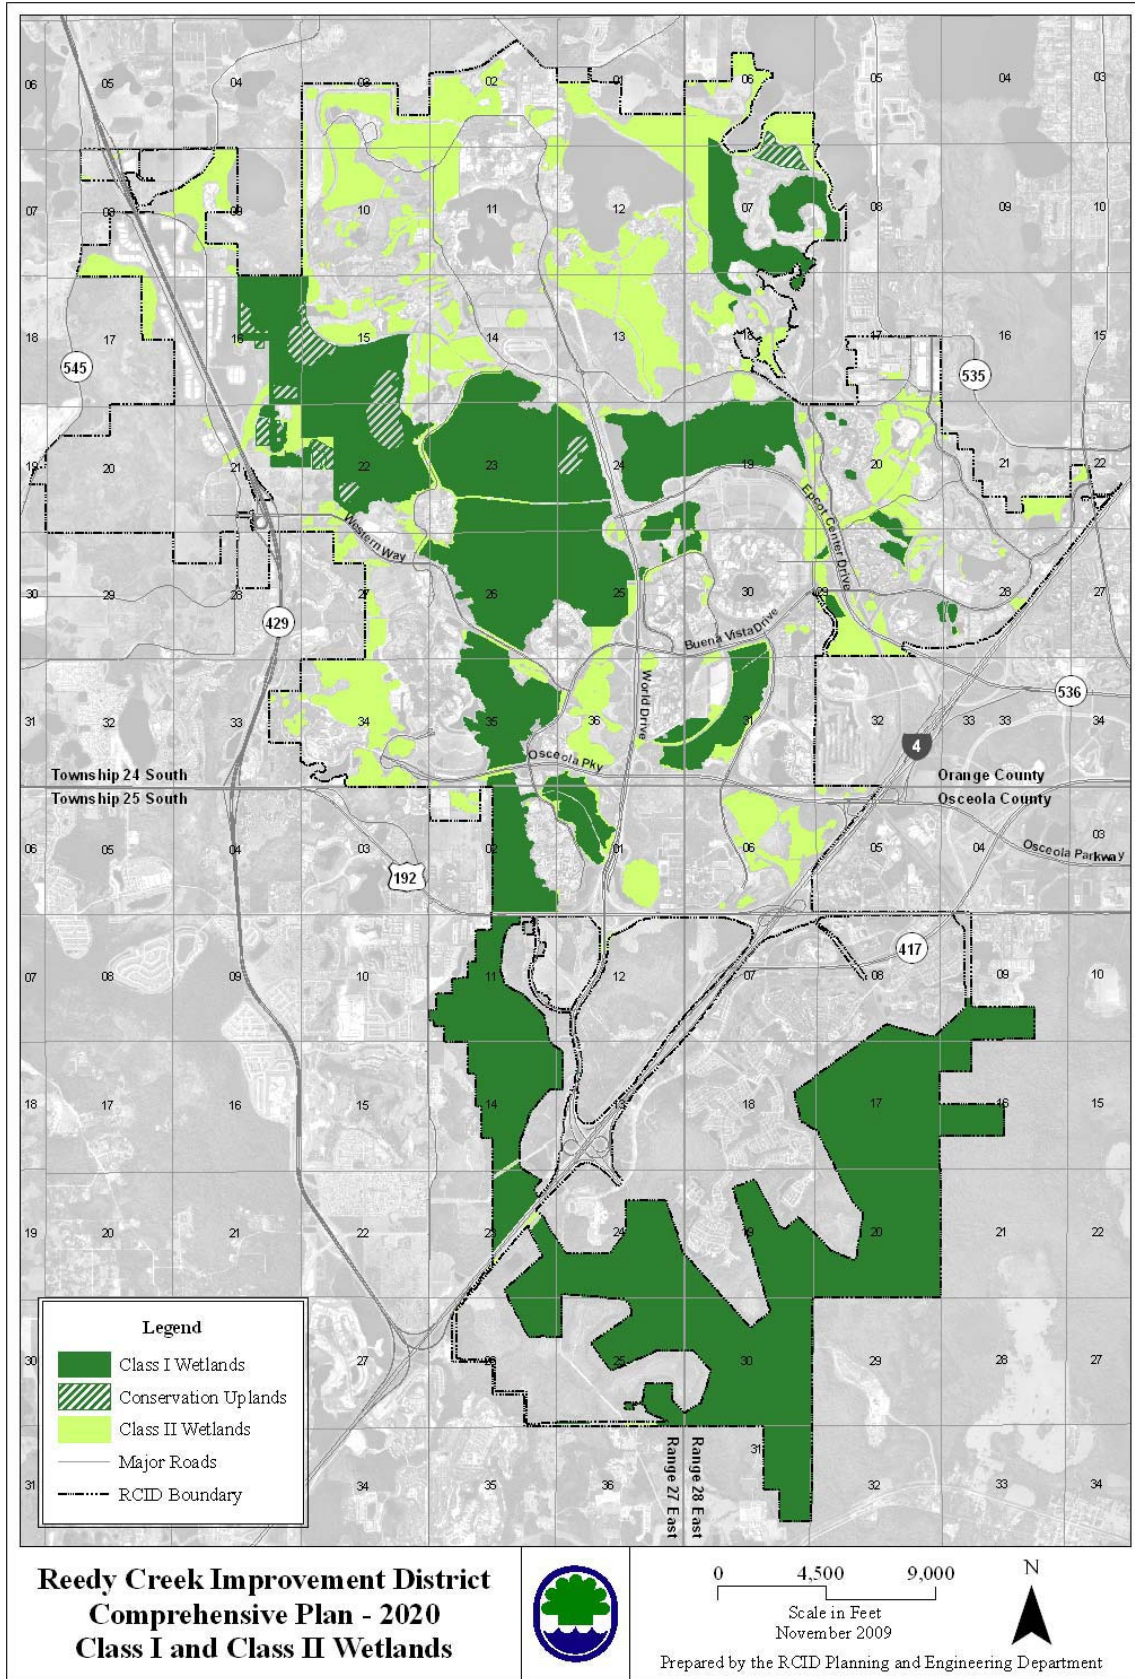 06 05 04 03 02 01 06 05 04 03
07 08 09 10 11 12 07 08 09 10
18 17 16 15 14 13 18 17 16 15
545
535
19 20 21 22 23 24 19 20 21 22
Western Way
Epcot Center Drive
30 29 28 27 26 25 30 29 28 27
429
Buena Vista Drive
World Drive
536
31 32 33 34 35 36 31 32 33 33 34
4
Osceola Pky
Township 24 South
Orange County
Township 25 South
Osceola County
06 05 04 03 02 01 06 05 04 03
Osceola Parkway
192
417
07 08 09 10 11 12 07 08 09 10
18 17 16 15 14 13 18 17 16 15
19 20 21 22 23 24 19 20 21 22
30 27 26 25 30 29 28 27
31 34 35 36 31 32 33 34
Range 27 East
Range 28 East
Legend
Class I Wetlands
Conservation Uplands
Class II Wetlands
Major Roads
RCID Boundary
Reedy Creek Improvement District
Comprehensive Plan - 2020
Class I and Class II Wetlands
0 4,500 9,000
Scale in Feet
November 2009
N
Prepared by the RCID Planning and Engineering Department